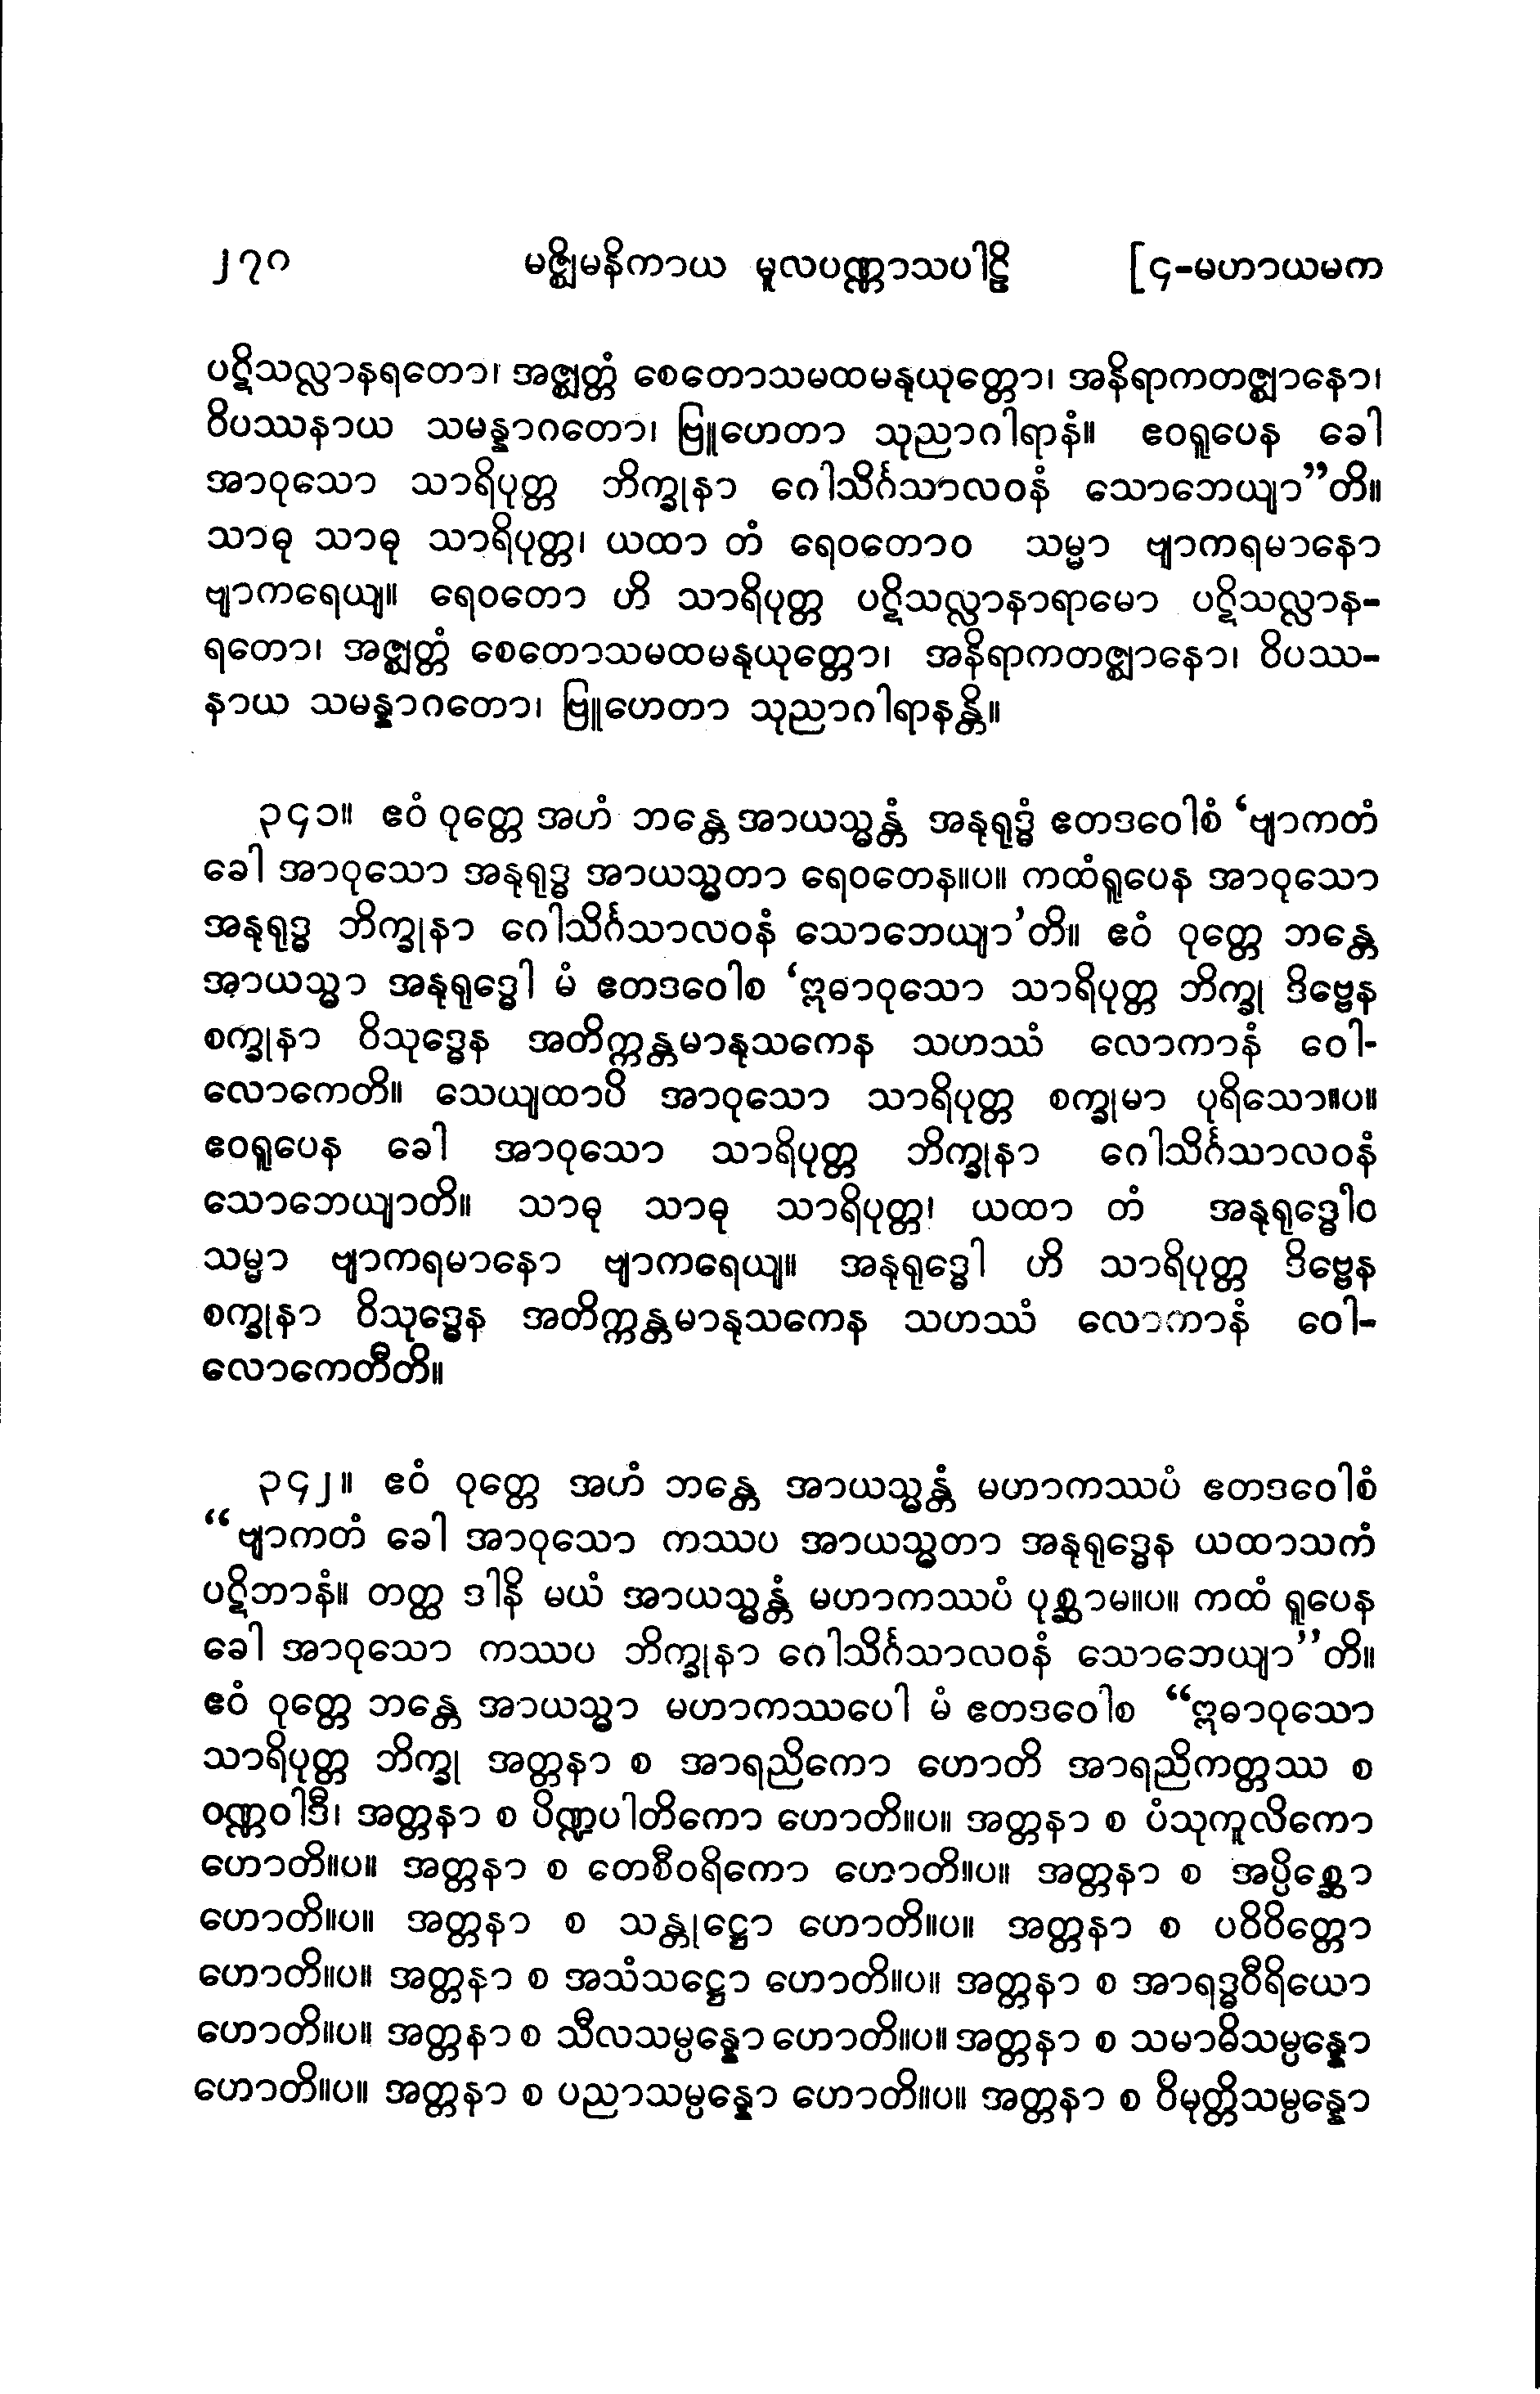 ၂၇၀ မဇ္ဈိမနိကာယ မူလပဏ္ဏာသပါဠိ [၄-မဟာယမက
ပဋိသလ္လာနရတော၊ အဇ္ဈတ္တံ စေတောသမထမနုယုတ္တော၊ အနိရာကတဇ္ဈာနော၊
ဝိပဿနာယ သမန္နာဂတော၊ ဗြူဟေတာ သုညာဂါရာနံ။ ဧဝရူပေန ခေါ
အာဝုသော သာရိပုတ္တ ဘိက္ခုနာ ဂေါသိင်္ဂသာလဝနံ သောဘေယျာ”တိ။
သာဓု သာဓု သာရိပုတ္တ၊ ယထာ တံ ရေဝတောဝ သမ္မာ ဗျာကရမာနော
ဗျာကရေယျ။ ရေဝတော ဟိ သာရိပုတ္တ ပဋိသလ္လာနာရာမော ပဋိသလ္လာန-
ရတော၊ အဇ္ဈတ္တံ စေတောသမထမနုယုတ္တော၊ အနိရာကတဇ္ဈာနော၊ ဝိပဿ-
နာယ သမန္နာဂတော၊ ဗြူဟေတာ သုညာဂါရာနန္တိ။
၃၄၁။ ဧဝံ ဝုတ္တေ အဟံ ဘန္တေ အာယသ္မန္တံ အနုရုဒ္ဓံ ဧတဒဝေါစံ ‘ဗျာကတံ
ခေါ အာဝုသော အနုရုဒ္ဓ အာယသ္မတာ ရေဝတေန။ပ။ ကထံရူပေန အာဝုသော
အနုရုဒ္ဓ ဘိက္ခုနာ ဂေါသိင်္ဂသာလဝနံ သောဘေယျာ’တိ။ ဧဝံ ဝုတ္တေ ဘန္တေ
အာယသ္မာ အနုရုဒ္ဓေါ မံ ဧတဒဝေါစ ‘ဣဓာဝုသော သာရိပုတ္တ ဘိက္ခု ဒိဗ္ဗေန
စက္ခုနာ ဝိသုဒ္ဓေန အတိက္ကန္တမာနုသကေန သဟဿံ လောကာနံ ဝေါ-
လောကေတိ။ သေယျထာပိ အာဝုသော သာရိပုတ္တ စက္ခုမာ ပုရိသော။ပ။
ဧဝရူပေန ခေါ အာဝုသော သာရိပုတ္တ ဘိက္ခုနာ ဂေါသိင်္ဂသာလဝနံ
သောဘေယျာတိ။ သာဓု သာဓု သာရိပုတ္တ၊ ယထာ တံ အနုရုဒ္ဓေါဝ
သမ္မာ ဗျာကရမာနော ဗျာကရေယျ။ အနုရုဒ္ဓေါ ဟိ သာရိပုတ္တ ဒိဗ္ဗေန
စက္ခုနာ ဝိသုဒ္ဓေန အတိက္ကန္တမာနုသကေန သဟဿံ လောကာနံ ဝေါ-
လောကေတီတိ။
၃၄၂။ ဧဝံ ဝုတ္တေ အဟံ ဘန္တေ အာယသ္မန္တံ မဟာကဿပံ ဧတဒဝေါစံ
“ဗျာကတံ ခေါ အာဝုသော ကဿပ အာယသ္မတာ အနုရုဒ္ဓေန ယထာသကံ
ပဋိဘာနံ။ တတ္ထ ဒါနိ မယံ အာယသ္မန္တံ မဟာကဿပံ ပုစ္ဆာမ။ပ။ ကထံ ရူပေန
ခေါ အာဝုသော ကဿပ ဘိက္ခုနာ ဂေါသိင်္ဂသာလဝနံ သောဘေယျာ”တိ။
ဧဝံ ဝုတ္တေ ဘန္တေ အာယသ္မာ မဟာကဿပေါ မံ ဧတဒဝေါစ “ဣဓာဝုသော
သာရိပုတ္တ ဘိက္ခု အတ္တနာ စ အာရညိကော ဟောတိ အာရညိကတ္တဿ စ
ဝဏ္ဏဝါဒီ၊ အတ္တနာ စ ပိဏ္ဍပါတိကော ဟောတိ။ပ။ အတ္တနာ စ ပံသုကူလိကော
ဟောတိ။ပ။ အတ္တနာ စ တေစီဝရိကော ဟောတိ။ပ။ အတ္တနာ စ အပ္ပိစ္ဆော
ဟောတိ။ပ။ အတ္တနာ စ သန္တုဋ္ဌော ဟောတိ။ပ။ အတ္တနာ စ ပဝိဝိတ္တော
ဟောတိ။ပ။ အတ္တနာ စ အသံသဋ္ဌော ဟောတိ။ပ။ အတ္တနာ စ အာရဒ္ဓဝီရိယော
ဟောတိ။ပ။ အတ္တနာ စ သီလသမ္ပန္နော ဟောတိ။ပ။ အတ္တနာ စ သမာဓိသမ္ပန္နော
ဟောတိ။ပ။ အတ္တနာ စ ပညာသမ္ပန္နော ဟောတိ။ပ။ အတ္တနာ စ ဝိမုတ္တိသမ္ပန္နော